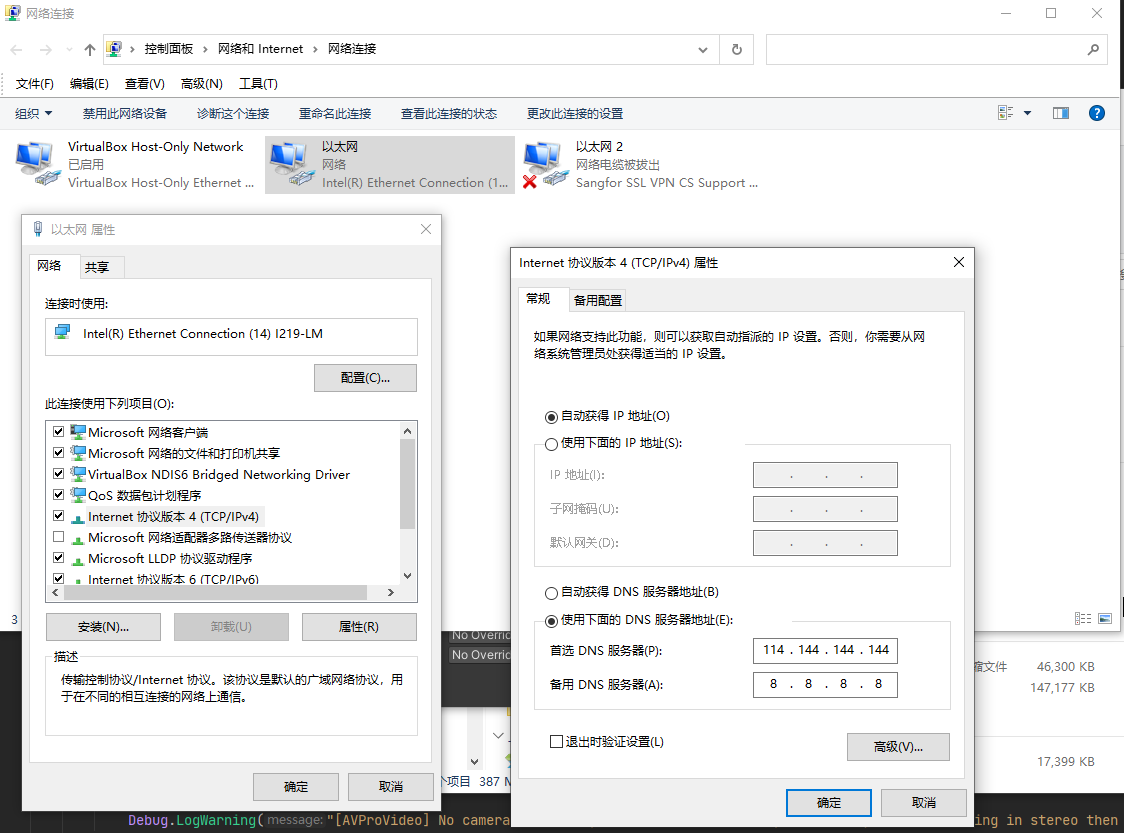 网络连接
控制面板 › 网络和 Internet › 网络连接
文件(F) 编辑(E) 查看(V) 高级(N) 工具(T)
组织 禁用此网络设备 诊断这个连接 重命名此连接 查看此连接的状态 更改此连接的设置
VirtualBox Host-Only Network
已启用
VirtualBox Host-Only Ethernet ...
以太网
网络
Intel(R) Ethernet Connection (1...
以太网 2
网络电缆被拔出
Sangfor SSL VPN CS Support ...
以太网 属性
网络 共享
连接时使用:
Intel(R) Ethernet Connection (14) I219-LM
配置(C)...
此连接使用下列项目(O):
Microsoft 网络客户端
Microsoft 网络的文件和打印机共享
VirtualBox NDIS6 Bridged Networking Driver
QoS 数据包计划程序
Internet 协议版本 4 (TCP/IPv4)
Microsoft 网络适配器多路传送器协议
Microsoft LLDP 协议驱动程序
Internet 协议版本 6 (TCP/IPv6)
安装(N)... 卸载(U) 属性(R)
描述
传输控制协议/Internet 协议。该协议是默认的广域网络协议，用
于在不同的相互连接的网络上通信。
确定 取消
Internet 协议版本 4 (TCP/IPv4) 属性
常规 备用配置
如果网络支持此功能，则可以获取自动指派的 IP 设置。否则，你需要从网
络系统管理员处获得适当的 IP 设置。
自动获得 IP 地址(O)
使用下面的 IP 地址(S):
IP 地址(I): . . .
子网掩码(U): . . .
默认网关(D): . . .
自动获得 DNS 服务器地址(B)
使用下面的 DNS 服务器地址(E):
首选 DNS 服务器(P): 114 . 144 . 144 . 144
备用 DNS 服务器(A): 8 . 8 . 8 . 8
退出时验证设置(L)
高级(V)...
确定 取消
3
No Overri
No Overri
文件 46,300 KB
147,177 KB
17,399 KB
个项目 387 M
Debug.LogWarning(message: "[AVProVideo] No camera
ing in stereo then